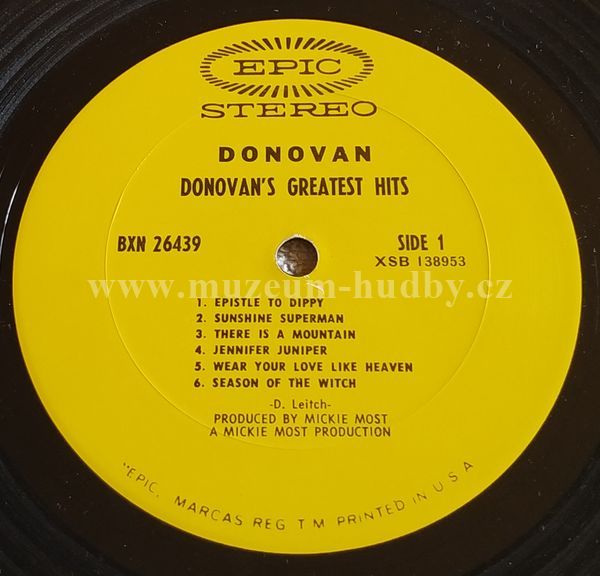 EPIC
STEREO
DONOVAN
DONOVAN'S GREATEST HITS
BXN 26439
SIDE 1
XSB 138953
www.muzeum-hudby.cz
1. EPISTLE TO DIPPY
2. SUNSHINE SUPERMAN
3. THERE IS A MOUNTAIN
4. JENNIFER JUNIPER
5. WEAR YOUR LOVE LIKE HEAVEN
6. SEASON OF THE WITCH
-D. Leitch-
PRODUCED BY MICKIE MOST
A MICKIE MOST PRODUCTION
"EPIC, MARCAS REG T M PRINTED IN U S A